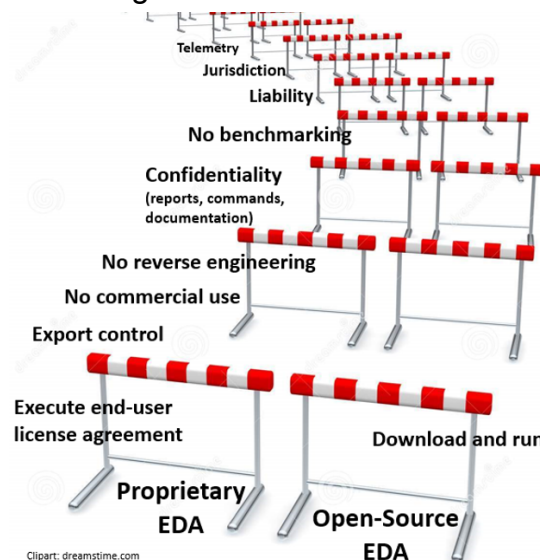 Telemetry
Jurisdiction
Liability
No benchmarking
Confidentiality
(reports, commands,
documentation)
No reverse engineering
No commercial use
Export control
Execute end-user
license agreement
Download and run
Proprietary
EDA
Open-Source
EDA
Clipart: dreamstime.com